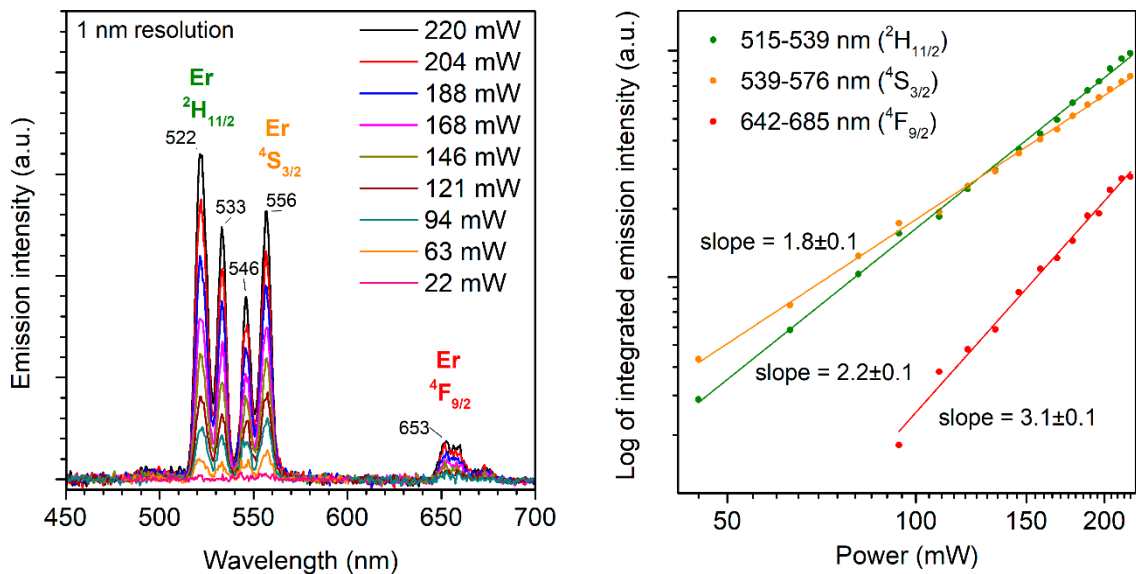 1 nm resolution
Er
²H₁₁/₂
Er
⁴S₃/₂
Er
⁴F₉/₂
522
533
546
556
653
220 mW
204 mW
188 mW
168 mW
146 mW
121 mW
94 mW
63 mW
22 mW
Emission intensity (a.u.)
450 500 550 600 650 700
Wavelength (nm)
515-539 nm (²H₁₁/₂)
539-576 nm (⁴S₃/₂)
642-685 nm (⁴F₉/₂)
slope = 1.8±0.1
slope = 2.2±0.1
slope = 3.1±0.1
Log of integrated emission intensity (a.u.)
50 100 150 200
Power (mW)